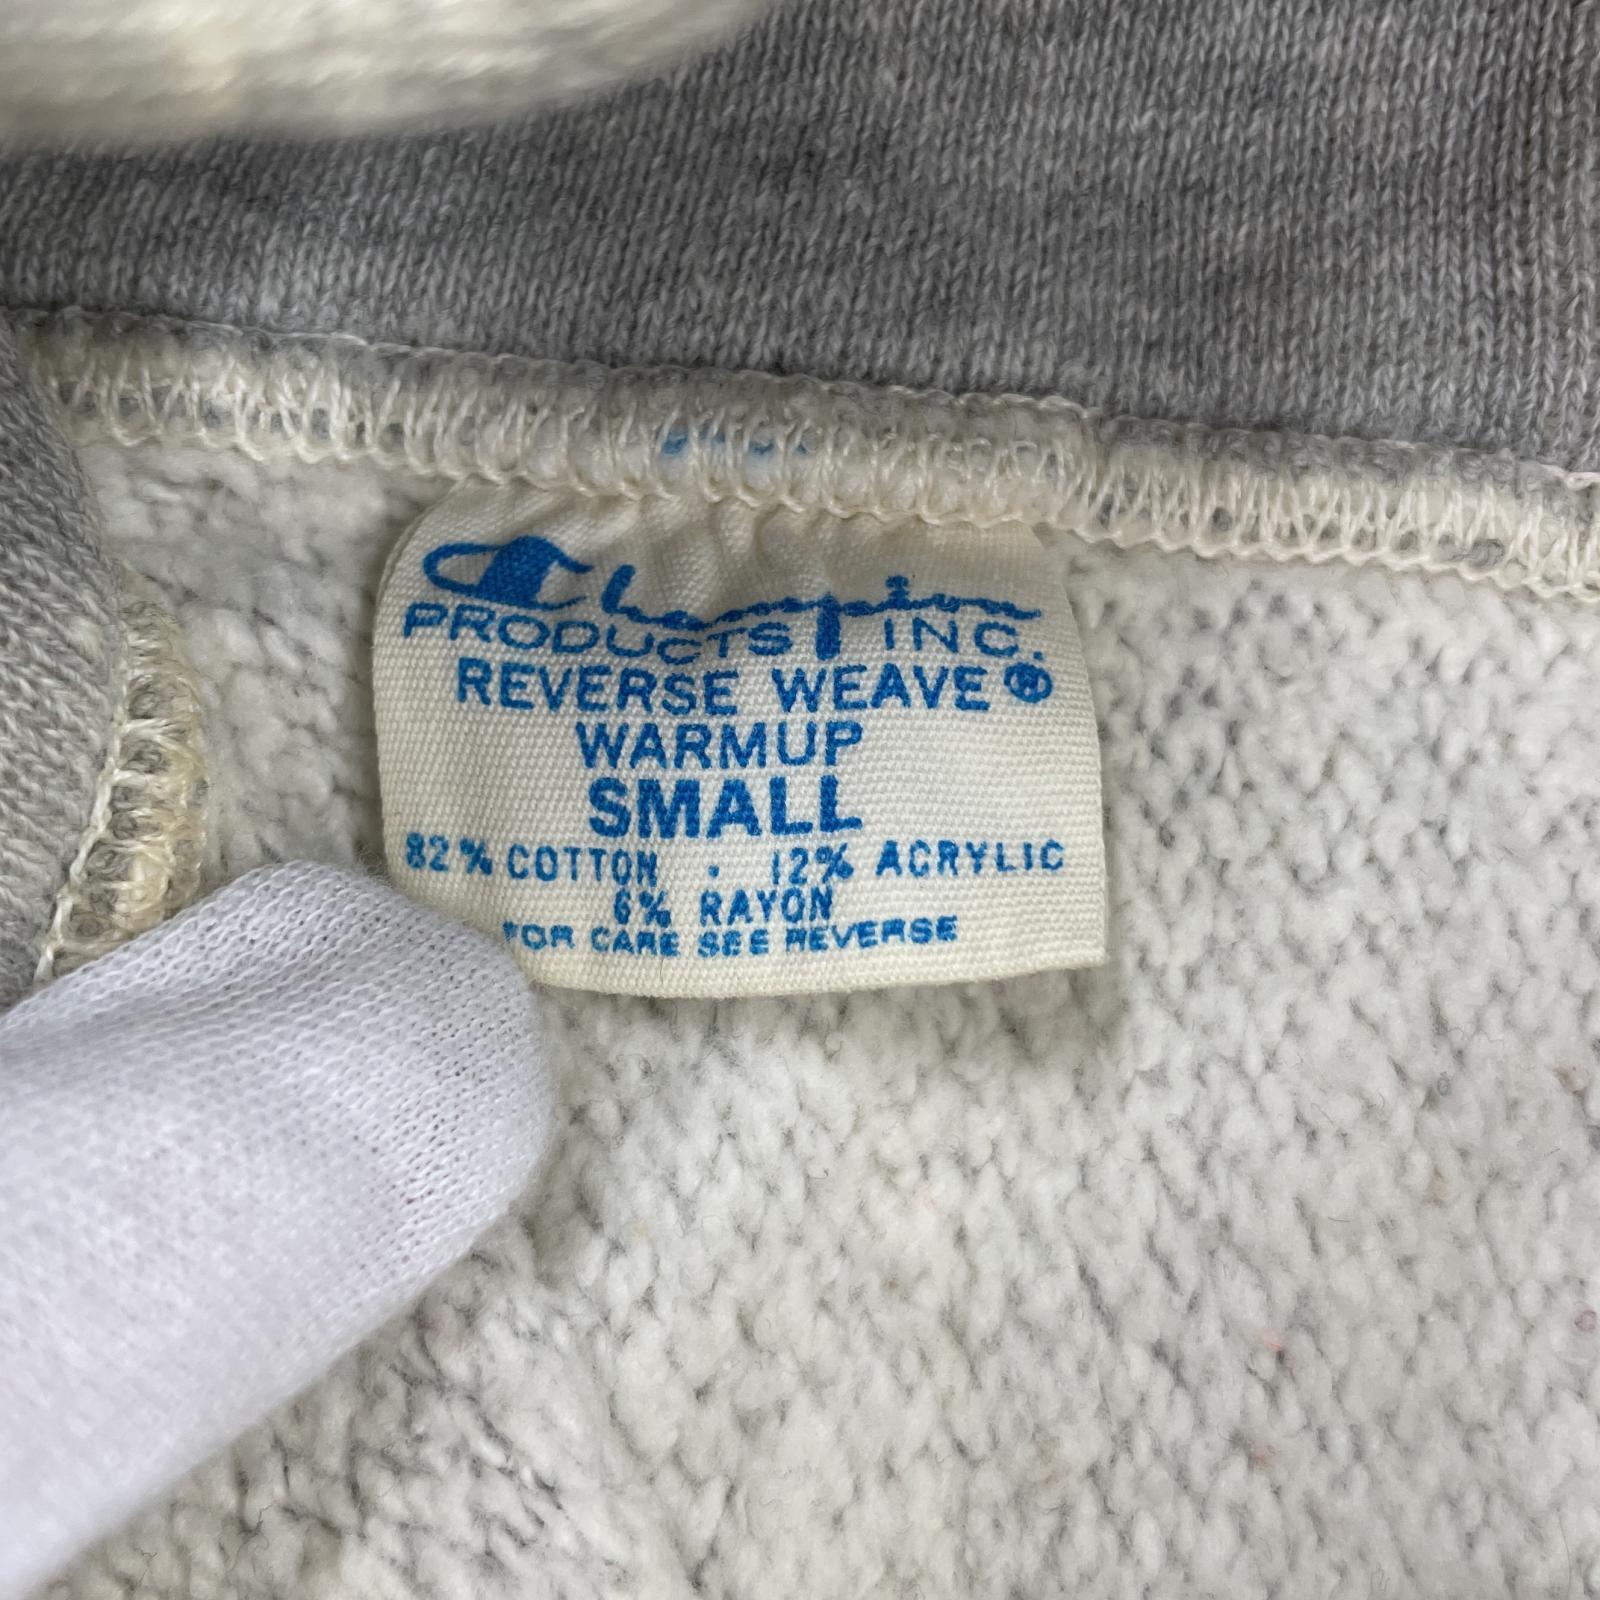 Champion
PRODUCTS INC.
REVERSE WEAVE®
WARMUP
SMALL
82% COTTON · 12% ACRYLIC
6% RAYON
FOR CARE SEE REVERSE